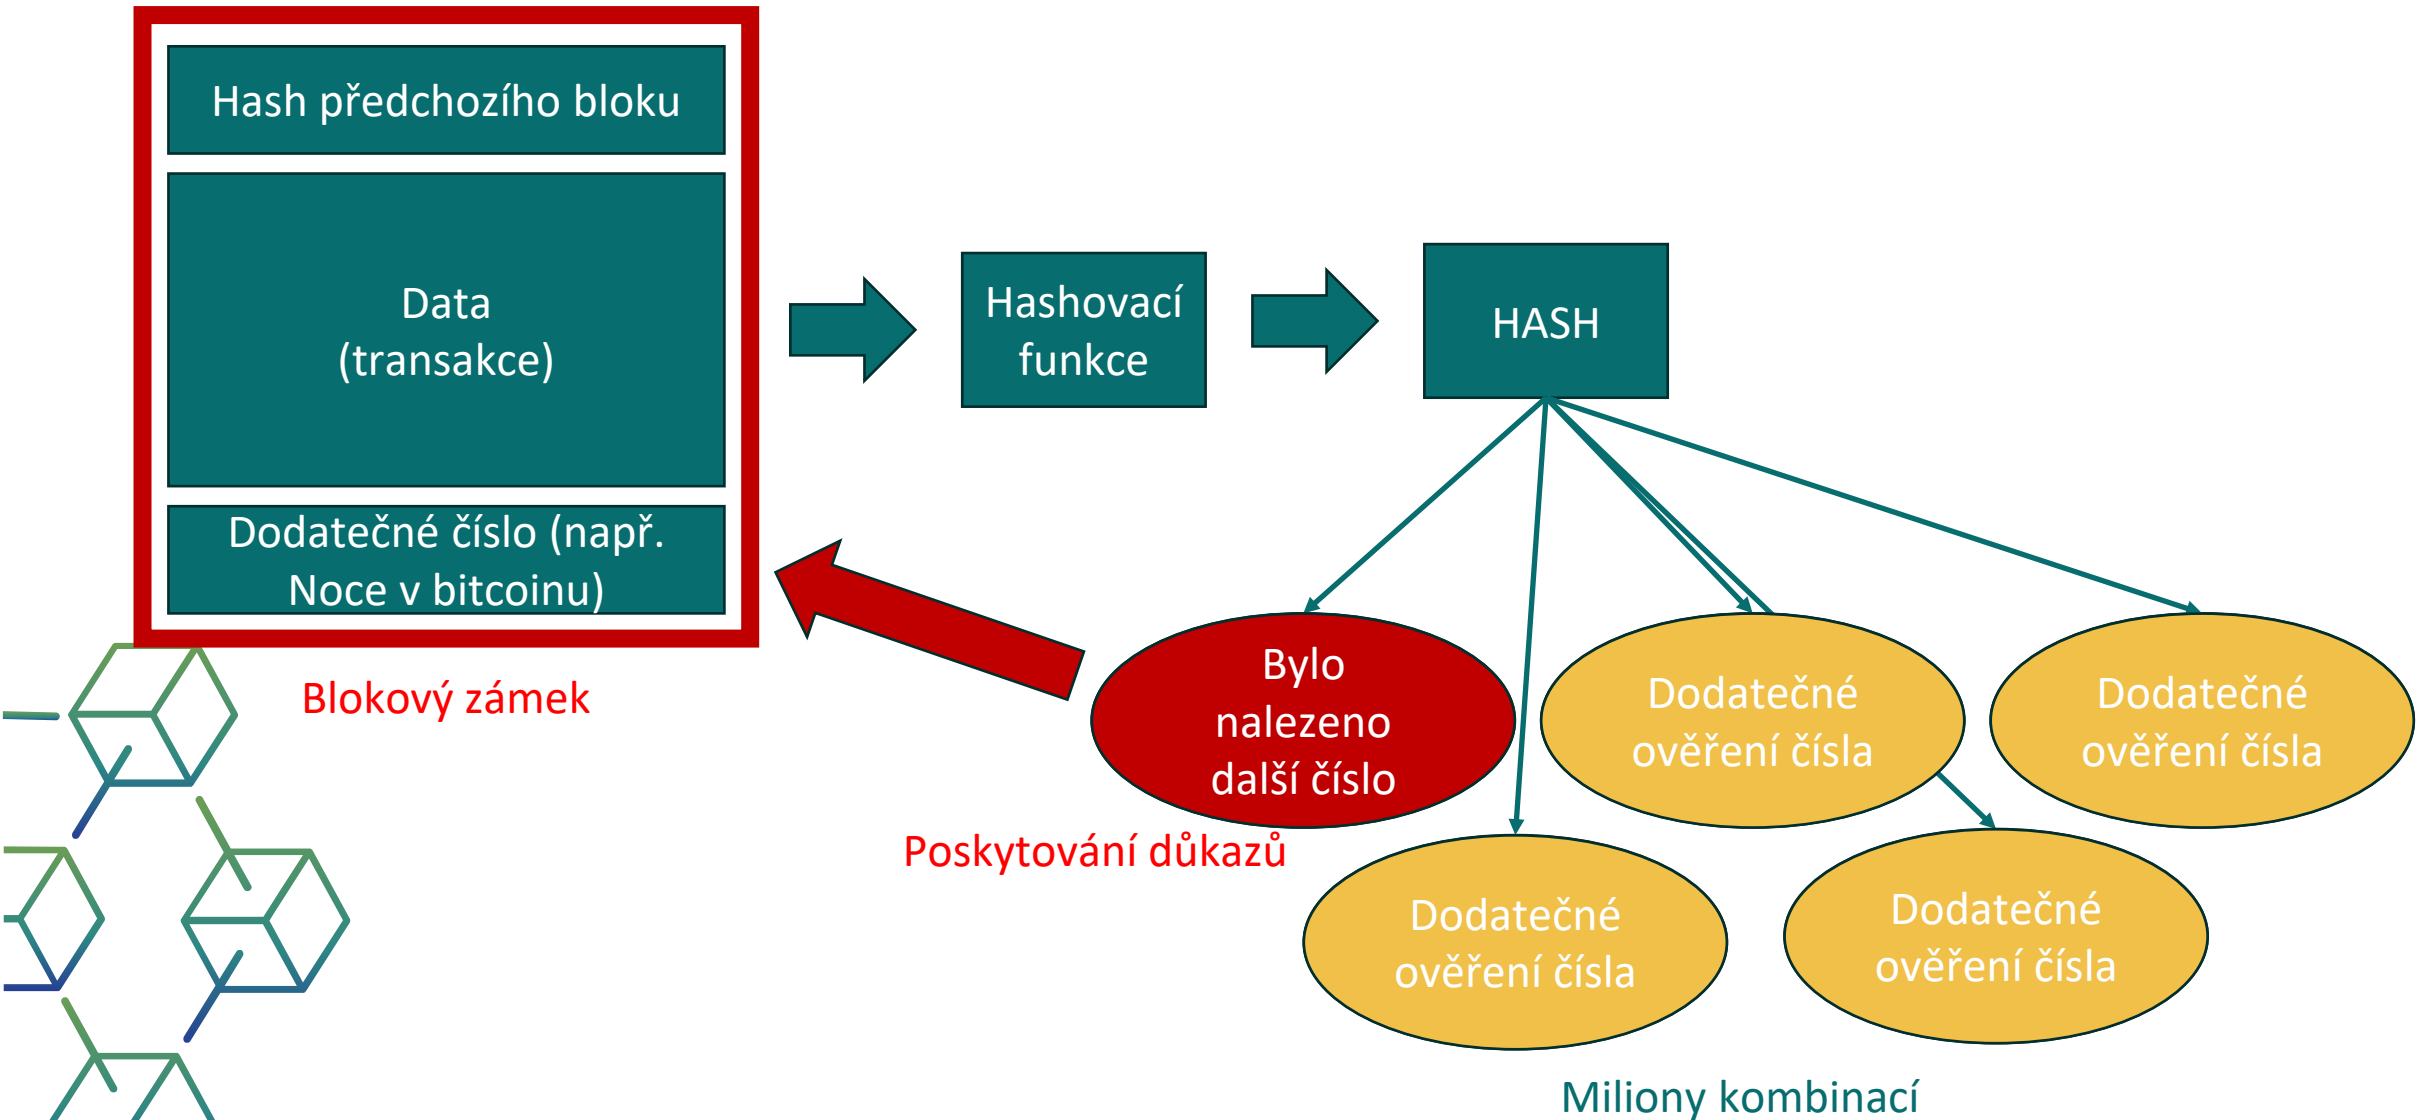 Hash předchozího bloku
Data
(transakce)
Dodatečné číslo (např.
Noce v bitcoinu)
Blokový zámek
Hashovací
funkce
HASH
Bylo
nalezeno
další číslo
Poskytování důkazů
Dodatečné
ověření čísla
Dodatečné
ověření čísla
Dodatečné
ověření čísla
Dodatečné
ověření čísla
Miliony kombinací